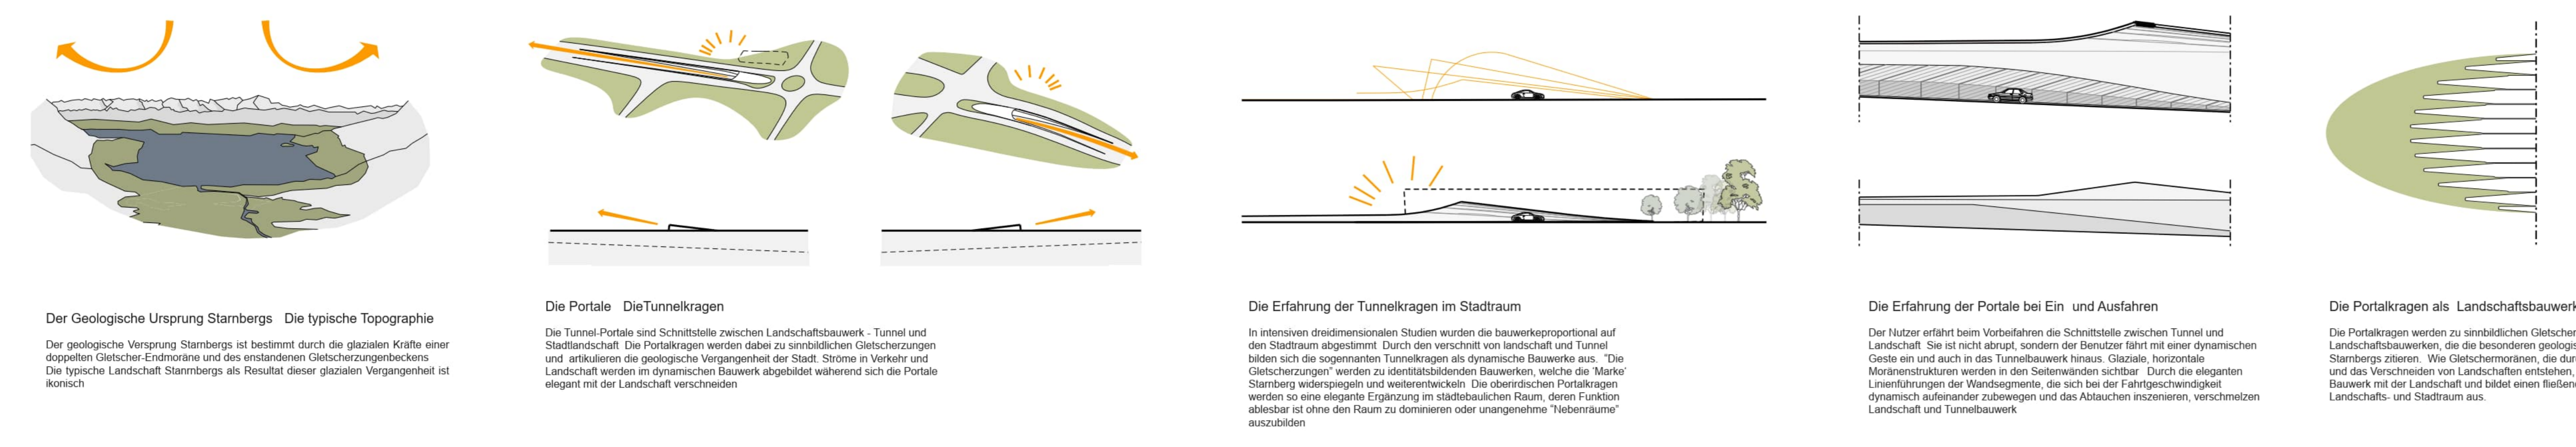 Der Geologische Ursprung Starnbergs Die typische Topographie
Der geologische Versprung Starnbergs ist bestimmt durch die glazialen Kräfte einer
doppelten Gletscher-Endmoräne und des enstandenen Gletscherzungenbeckens
Die typische Landschaft Stanrnbergs als Resultat dieser glazialen Vergangenheit ist
ikonisch
Die Portale DieTunnelkragen
Die Tunnel-Portale sind Schnittstelle zwischen Landschaftsbauwerk - Tunnel und
Stadtlandschaft Die Portalkragen werden dabei zu sinnbildlichen Gletscherzungen
und artikulieren die geologische Vergangenheit der Stadt. Ströme in Verkehr und
Landschaft werden im dynamischen Bauwerk abgebildet während sich die Portale
elegant mit der Landschaft verschneiden
Die Erfahrung der Tunnelkragen im Stadtraum
In intensiven dreidimensionalen Studien wurden die bauwerkeproportional auf
den Stadtraum abgestimmt Durch den verschnitt von landschaft und Tunnel
bilden sich die sogennanten Tunnelkragen als dynamische Bauwerke aus. "Die
Gletscherzungen" werden zu identitätsbildenden Bauwerken, welche die 'Marke'
Starnberg widerspiegeln und weiterentwickeln Die oberirdischen Portalkragen
werden so eine elegante Ergänzung im städtebaulichen Raum, deren Funktion
ablesbar ist ohne den Raum zu dominieren oder unangenehme "Nebenräume"
auszubilden
Die Erfahrung der Portale bei Ein und Ausfahren
Der Nutzer erfährt beim Vorbeifahren die Schnittstelle zwischen Tunnel und
Landschaft Sie ist nicht abrupt, sondern der Benutzer fährt mit einer dynamischen
Geste ein und auch in das Tunnelbauwerk hinaus. Glaziale, horizontale
Moränenstrukturen werden in den Seitenwänden sichtbar Durch die eleganten
Linienführungen der Wandsegmente, die sich bei der Fahrtgeschwindigkeit
dynamisch aufeinander zubewegen und das Abtauchen inszenieren, verschmelzen
Landschaft und Tunnelbauwerk
Die Portalkragen als Landschaftsbauwerk
Die Portalkragen werden zu sinnbildlichen Gletscher
Landschaftsbauwerken, die die besonderen geologis
Starnbergs zitieren. Wie Gletschermoränen, die dur
und das Verschneiden von Landschaften entstehen,
Bauwerk mit der Landschaft und bildet einen fließen
Landschafts- und Stadtraum aus.